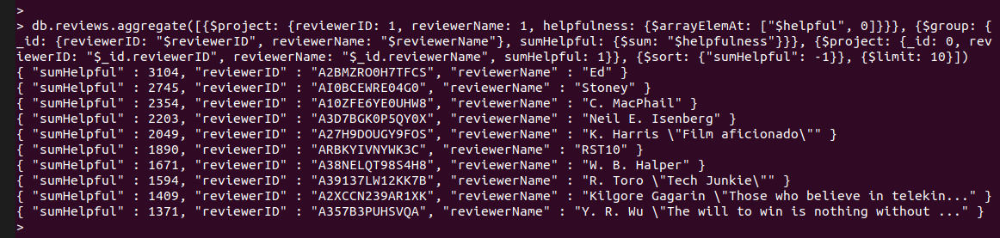 >
> db.reviews.aggregate([{$project: {reviewerID: 1, reviewerName: 1, helpfulness: {$arrayElemAt: ["$helpful", 0]}}}, {$group: {
_id: {reviewerID: "$reviewerID", reviewerName: "$reviewerName"}, sumHelpful: {$sum: "$helpfulness"}}}, {$project: {_id: 0, rev
iewerID: "$_id.reviewerID", reviewerName: "$_id.reviewerName", sumHelpful: 1}}, {$sort: {"sumHelpful": -1}}, {$limit: 10}])
{ "sumHelpful" : 3104, "reviewerID" : "A2BMZRO0H7TFCS", "reviewerName" : "Ed" }
{ "sumHelpful" : 2745, "reviewerID" : "AI0BCEWRE04G0", "reviewerName" : "Stoney" }
{ "sumHelpful" : 2354, "reviewerID" : "A10ZFE6YE0UHW8", "reviewerName" : "C. MacPhail" }
{ "sumHelpful" : 2203, "reviewerID" : "A3D7BGK0P5QY0X", "reviewerName" : "Neil E. Isenberg" }
{ "sumHelpful" : 2049, "reviewerID" : "A27H9DOUGY9FOS", "reviewerName" : "K. Harris \"Film aficionado\"" }
{ "sumHelpful" : 1890, "reviewerID" : "ARBKYIVNYWK3C", "reviewerName" : "RST10" }
{ "sumHelpful" : 1671, "reviewerID" : "A38NELQT98S4H8", "reviewerName" : "W. B. Halper" }
{ "sumHelpful" : 1594, "reviewerID" : "A39137LW12KK7B", "reviewerName" : "R. Toro \"Tech Junkie\"" }
{ "sumHelpful" : 1409, "reviewerID" : "A2XCCN239AR1XK", "reviewerName" : "Kilgore Gagarin \"Those who believe in telekin..." }
{ "sumHelpful" : 1371, "reviewerID" : "A357B3PUHSVQA", "reviewerName" : "Y. R. Wu \"The will to win is nothing without ..." }
>